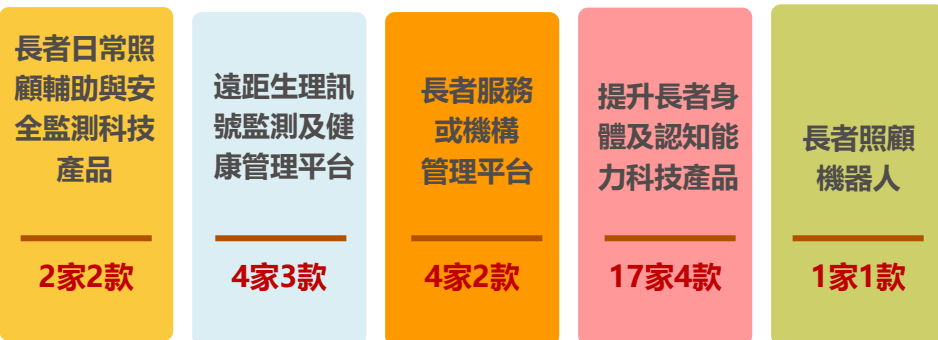 長者日常照
顧輔助與安
全監測科技
產品
2家2款
遠距生理訊
號監測及健
康管理平台
4家3款
長者服務
或機構
管理平台
4家2款
提升長者身
體及認知能
力科技產品
17家4款
長者照顧
機器人
1家1款